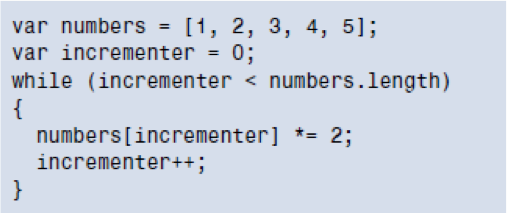 var numbers = [1, 2, 3, 4, 5];
var incrementer = 0;
while (incrementer < numbers.length)
{
  numbers[incrementer] *= 2;
  incrementer++;
}